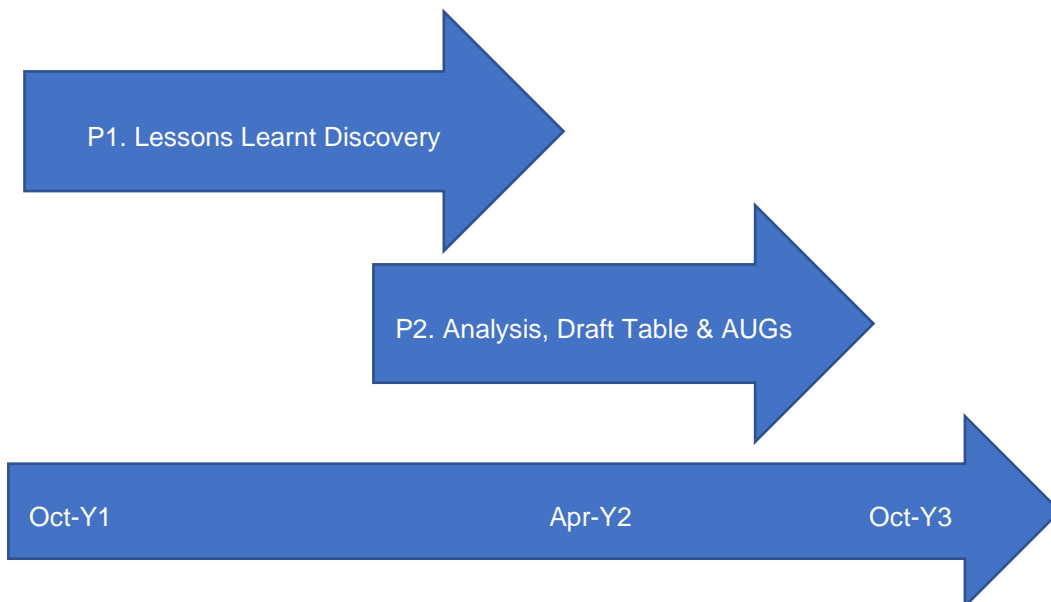 P1. Lessons Learnt Discovery
P2. Analysis, Draft Table & AUGs
Oct-Y1 Apr-Y2 Oct-Y3